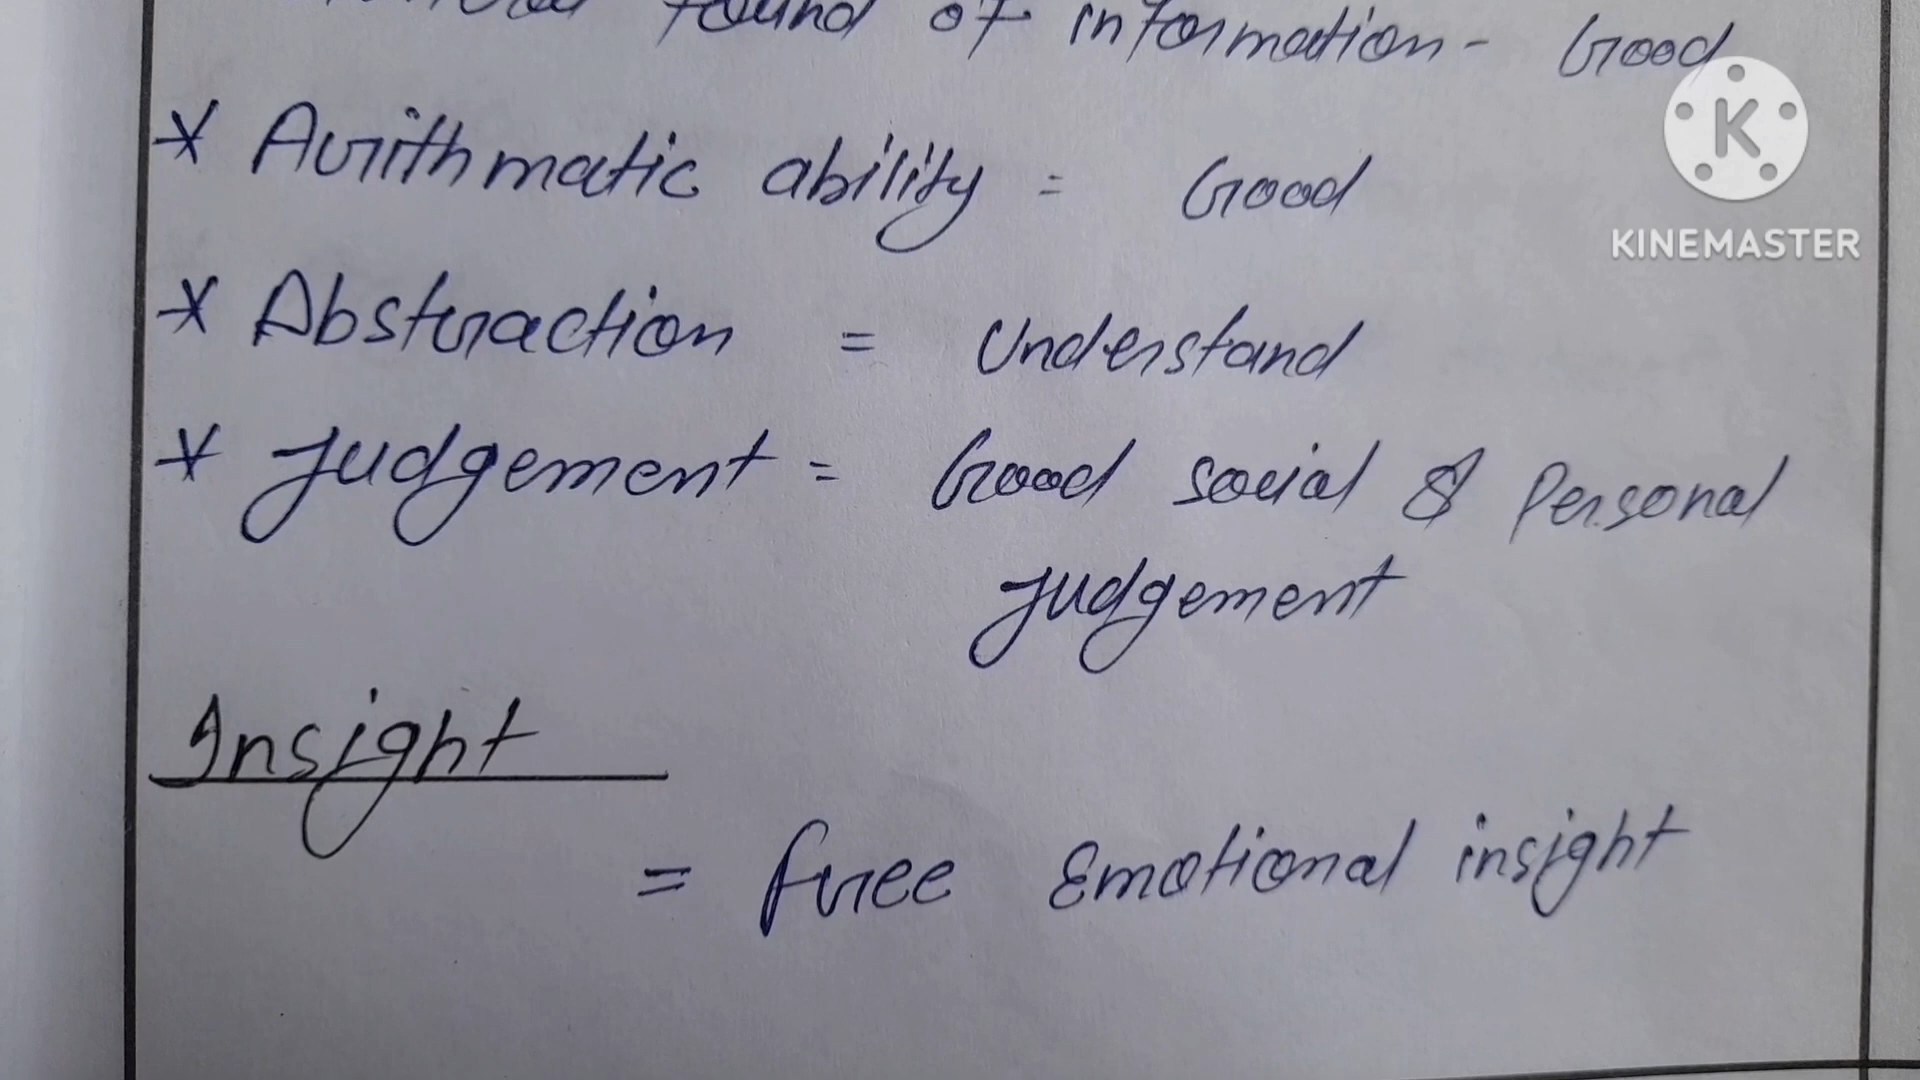 found of information - Good
* Arithmatic ability = Good
* Abstraction = Understand
* Judgement = Good social & Personal
Judgement
Insight
= free Emotional insight
K
KINEMASTER